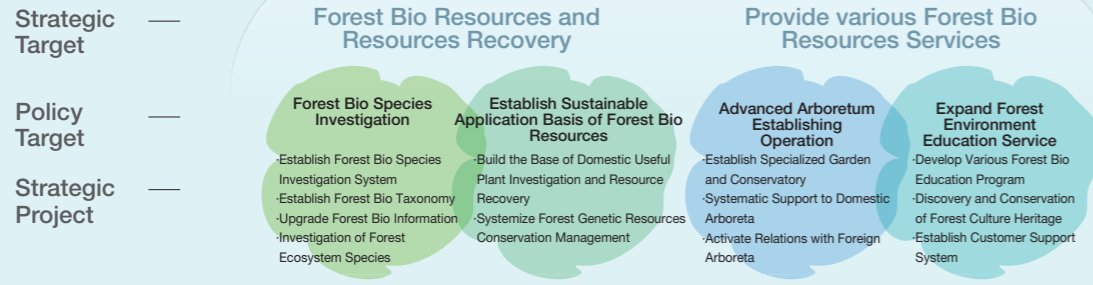 Strategic
Target
Forest Bio Resources and
Resources Recovery
Provide various Forest Bio
Resources Services
Policy
Target
Forest Bio Species
Investigation
Establish Sustainable
Application Basis of Forest Bio
Resources
Advanced Arboretum
Establishing
Operation
Expand Forest
Environment
Education Service
Strategic
Project
·Establish Forest Bio Species
Investigation System
·Establish Forest Bio Taxonomy
·Upgrade Forest Bio Information
·Investigation of Forest
Ecosystem Species
·Build the Base of Domestic Useful
Plant Investigation and Resource
Recovery
·Systemize Forest Genetic Resources
Conservation Management
·Establish Specialized Garden
and Conservatory
·Systematic Support to Domestic
Arboreta
·Activate Relations with Foreign
Arboreta
·Develop Various Forest Bio
Education Program
·Discovery and Conservation
of Forest Culture Heritage
·Establish Customer Support
System